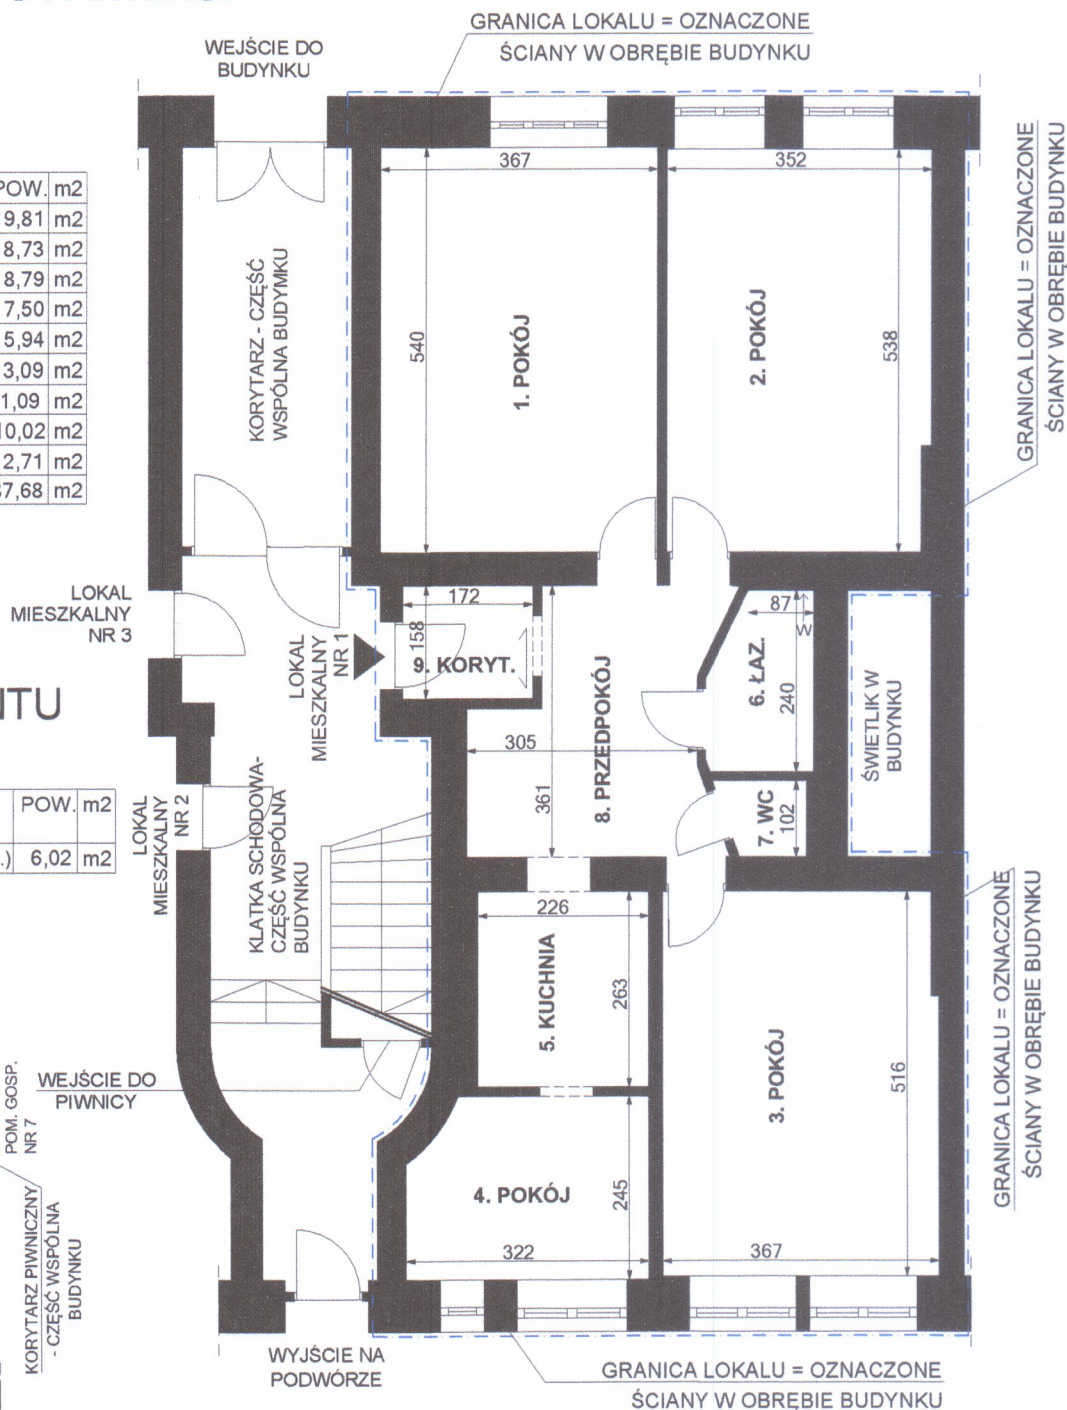 GRANICA LOKALU = OZNACZONE
ŚCIANY W OBRĘBIE BUDYNKU
WEJŚCIE DO
BUDYNKU
GRANICA LOKALU = OZNACZONE
ŚCIANY W OBRĘBIE BUDYNKU
POW. m2
9,81 m2
8,73 m2
8,79 m2
7,50 m2
5,94 m2
3,09 m2
1,09 m2
10,02 m2
2,71 m2
37,68 m2
367
352
KORYTARZ - CZĘŚĆ
WSPÓLNA BUDYMKU
540
1. POKÓJ
2. POKÓJ
538
LOKAL
MIESZKALNY
NR 3
LOKAL
MIESZKALNY
NR 1
172
158
9. KORYT.
87
W
6. ŁAZ.
240
ŚWIETLIK W
BUDYNKU
NTU
305
361
8. PRZEDPOKÓJ
7. WC
102
POW. m2
.) 6,02 m2
LOKAL
MIESZKALNY
NR 2
KLATKA SCHODOWA-
CZĘŚĆ WSPÓLNA
BUDYNKU
226
5. KUCHNIA
263
GRANICA LOKALU = OZNACZONE
ŚCIANY W OBRĘBIE BUDYNKU
3. POKÓJ
516
POM. GOSP.
NR 7
WEJŚCIE DO
PIWNICY
4. POKÓJ
245
322
367
KORYTARZ PIWNICZNY
- CZĘŚĆ WSPÓLNA
BUDYNKU
WYJŚCIE NA
PODWÓRZE
GRANICA LOKALU = OZNACZONE
ŚCIANY W OBRĘBIE BUDYNKU